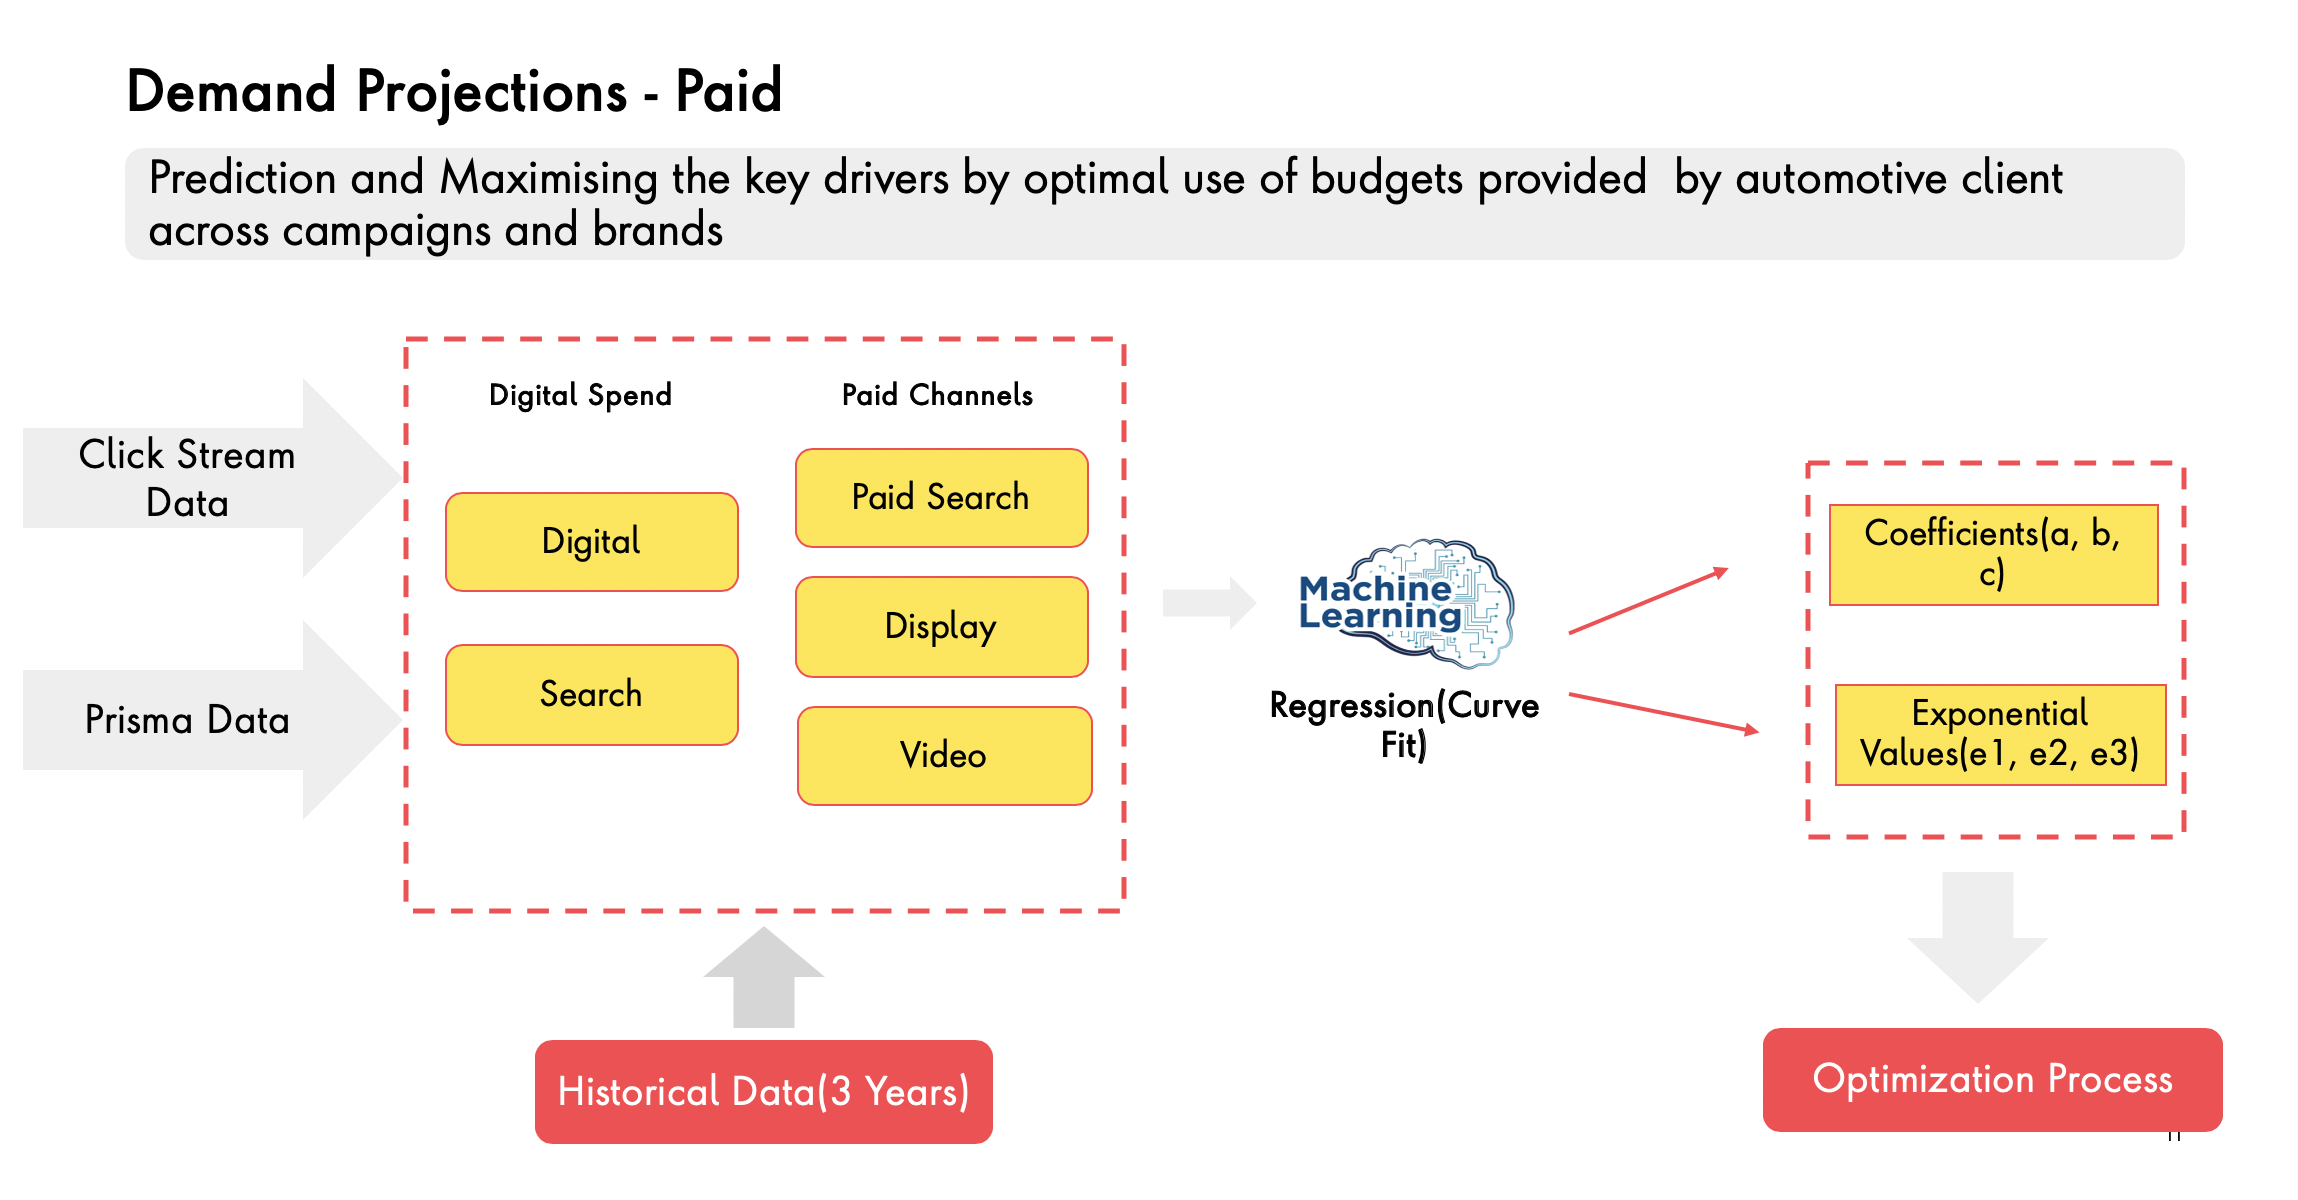 Demand Projections - Paid
Prediction and Maximising the key drivers by optimal use of budgets provided  by automotive client
across campaigns and brands
Click Stream
Data
Prisma Data
Digital Spend
Digital
Search
Paid Channels
Paid Search
Display
Video
Historical Data(3 Years)
Machine
Learning
Regression(Curve
Fit)
Coefficients(a, b,
c)
Exponential
Values(e1, e2, e3)
Optimization Process